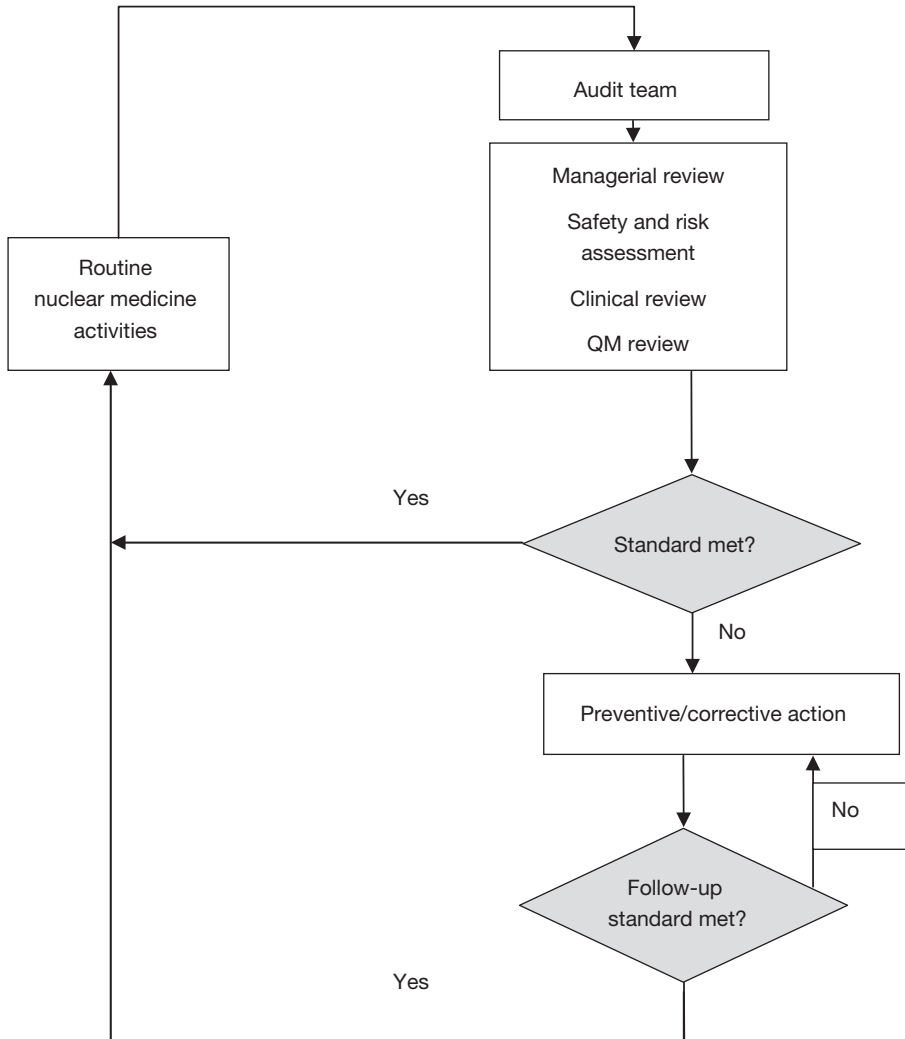 Audit team
Managerial review
Safety and risk
assessment
Clinical review
QM review
Routine
nuclear medicine
activities
Yes
Standard met?
No
Preventive/corrective action
No
Follow-up
standard met?
Yes